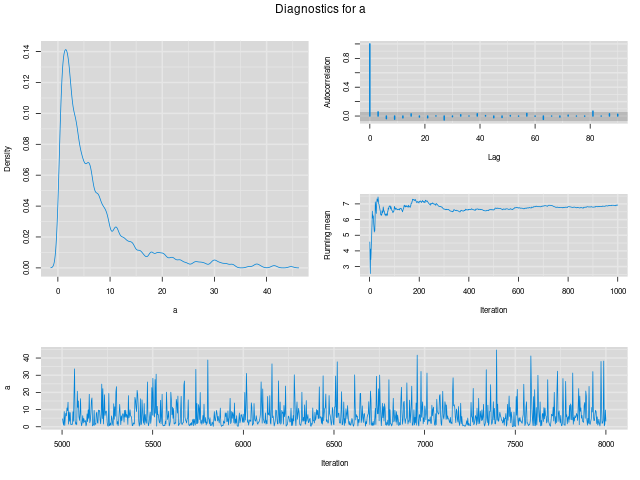 Diagnostics for a
Density
0.00 0.02 0.04 0.06 0.08 0.10 0.12 0.14
0 10 20 30 40
a
Autocorrelation
0.0 0.4 0.8
0 20 40 60 80
Lag
Running mean
3 4 5 6 7
0 200 400 600 800 1000
Iteration
a
0 10 20 30 40
5000 5500 6000 6500 7000 7500 8000
Iteration